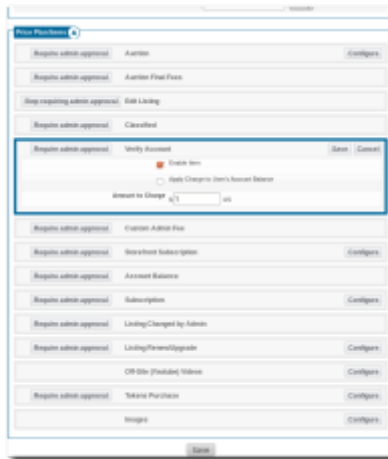 Price Plan Items
Require admin approval Auction Configure
Require admin approval Auction Final Fees
Stop requiring admin approval Edit Listing
Require admin approval Classified
Require admin approval Verify Account Save Cancel
Enable Item
Apply Charge to User's Account Balance
Amount to Charge $
Require admin approval Custom Admin Fee
Require admin approval Storefront Subscription Configure
Require admin approval Account Balance
Require admin approval Subscription Configure
Require admin approval Listing Changed by Admin Configure
Require admin approval Listing Renew/Upgrade Configure
Off-Site (Youtube) Videos Configure
Require admin approval Tokens Purchase Configure
Images Configure
Save